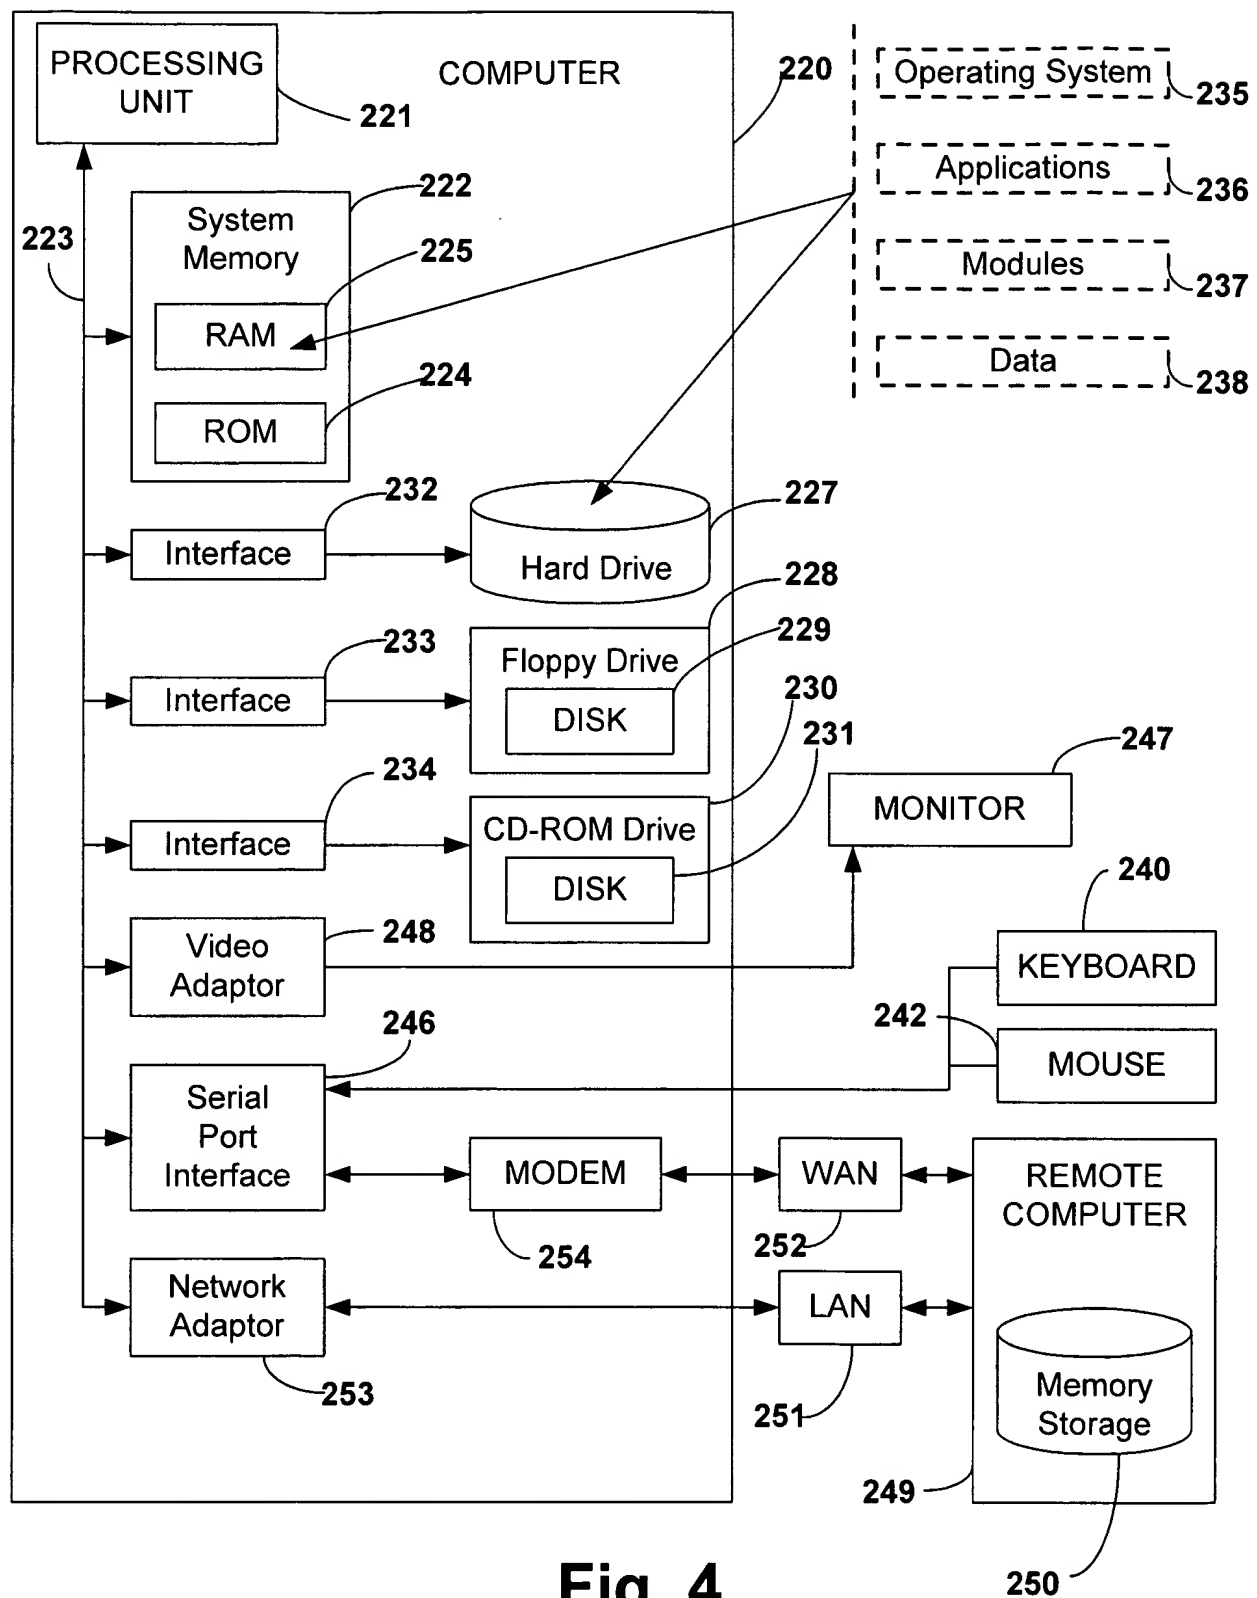 PROCESSING
UNIT
221
COMPUTER
220
Operating System
235
Applications
236
Modules
237
Data
238
223
System
Memory
222
RAM
225
ROM
224
Interface
232
Hard Drive
227
Interface
233
Floppy Drive
228
DISK
229
Interface
234
CD-ROM Drive
230
DISK
231
MONITOR
247
Video
Adaptor
248
KEYBOARD
240
MOUSE
242
Serial
Port
Interface
246
MODEM
254
WAN
252
REMOTE
COMPUTER
249
Network
Adaptor
253
LAN
251
Memory
Storage
250
Fig. 4